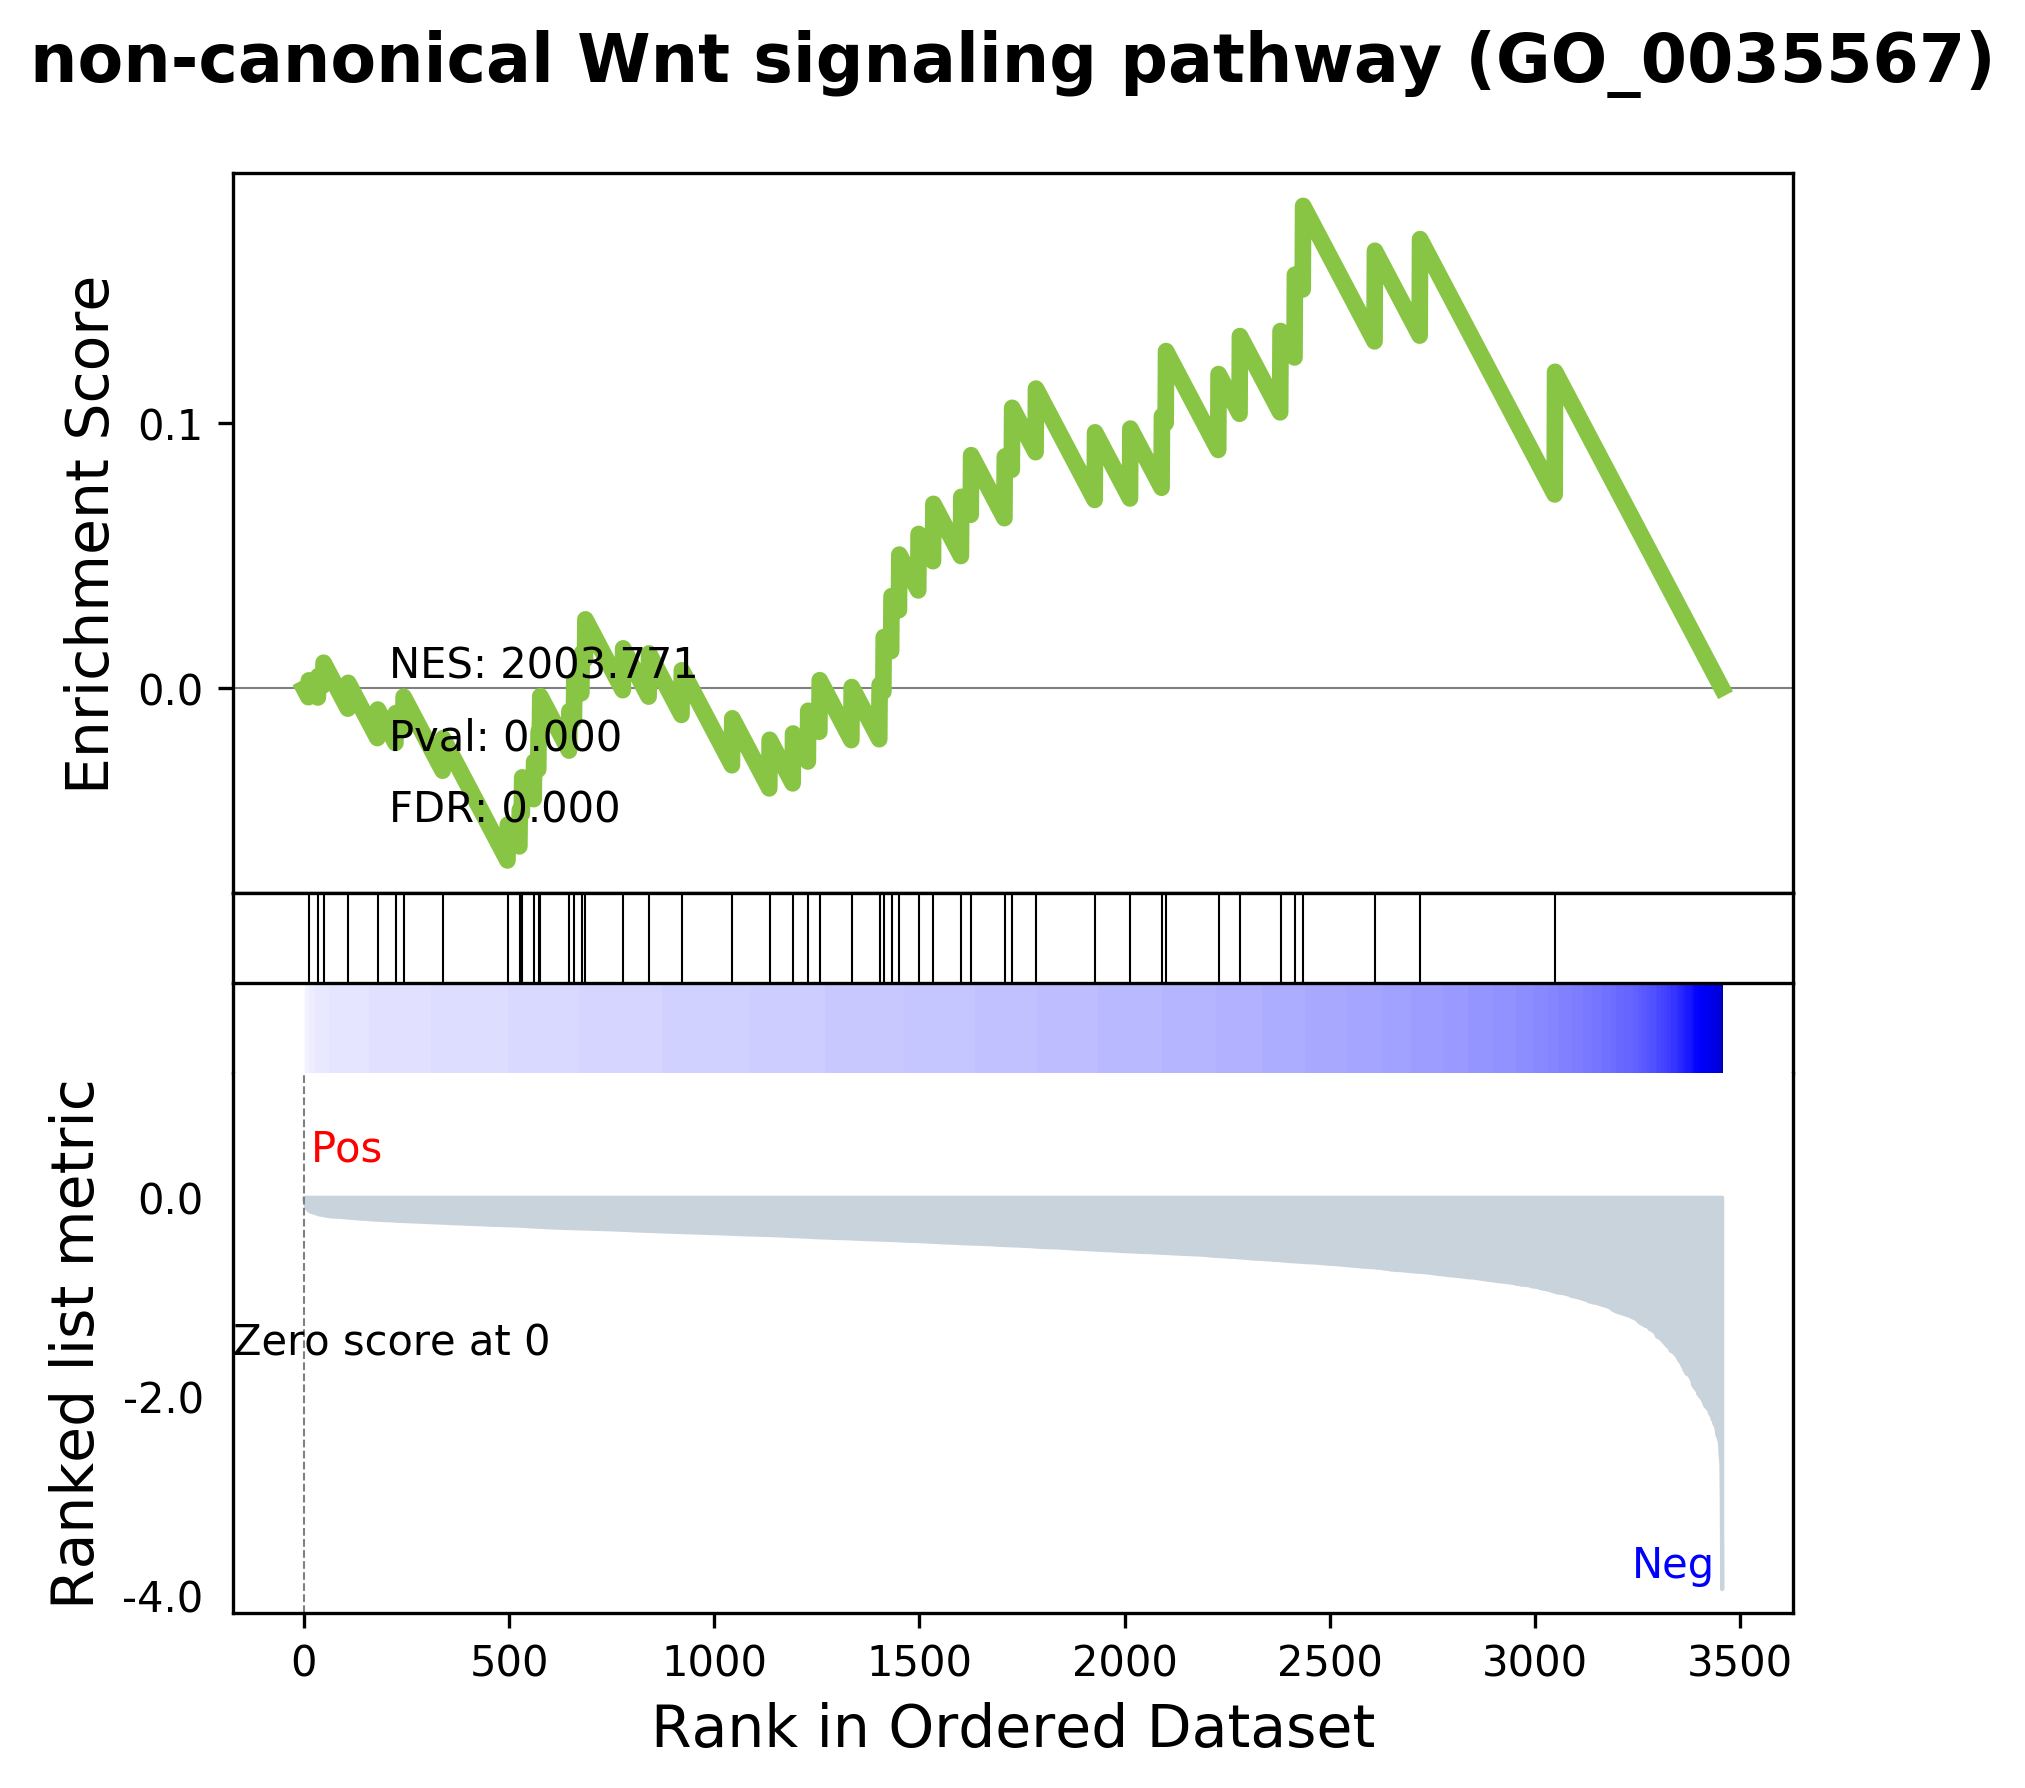 non-canonical Wnt signaling pathway (GO_0035567)
Enrichment Score
0.1
0.0
NES: 2003.771
Pval: 0.000
FDR: 0.000
Ranked list metric
Pos
0.0
Zero score at 0
-2.0
Neg
-4.0
0 500 1000 1500 2000 2500 3000 3500
Rank in Ordered Dataset